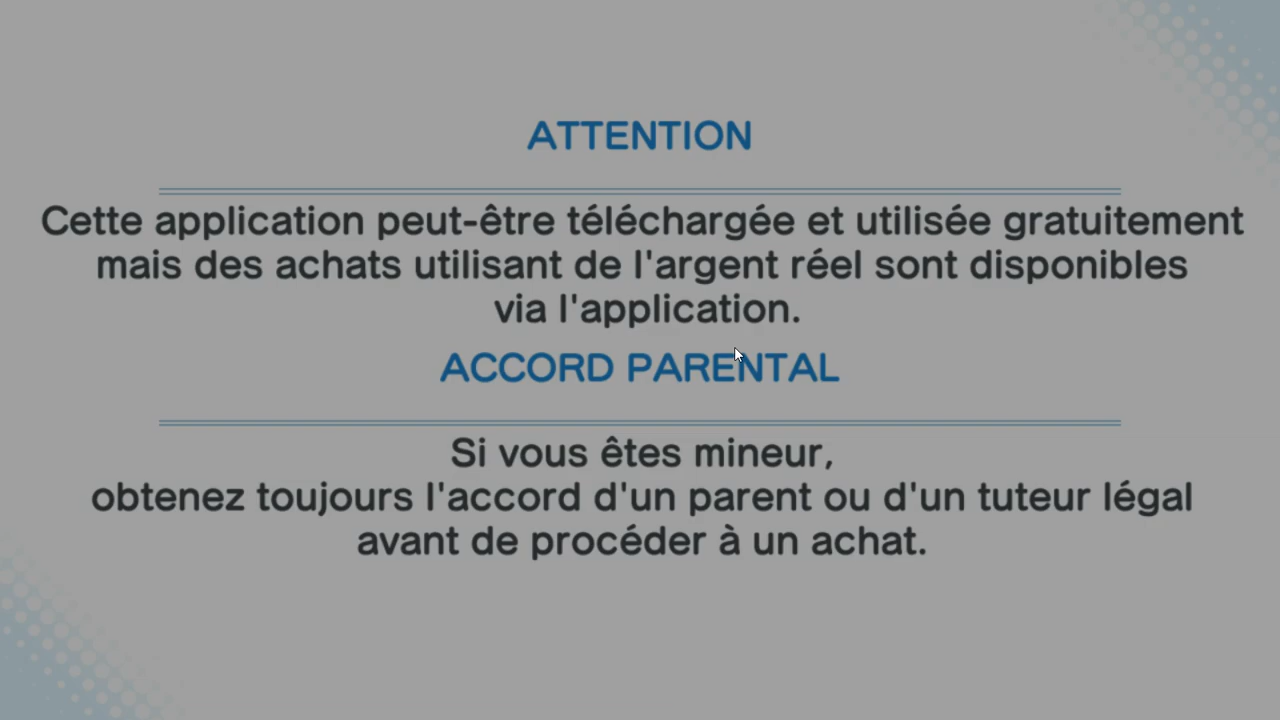 ATTENTION
Cette application peut-être téléchargée et utilisée gratuitement
mais des achats utilisant de l'argent réel sont disponibles
via l'application.
ACCORD PARENTAL
Si vous êtes mineur,
obtenez toujours l'accord d'un parent ou d'un tuteur légal
avant de procéder à un achat.